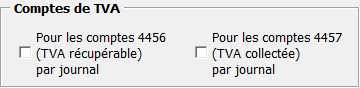 Comptes de TVA
Pour les comptes 4456
(TVA récupérable)
par journal
Pour les comptes 4457
(TVA collectée)
par journal